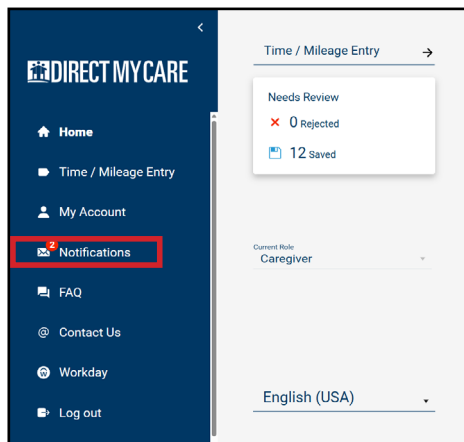 DIRECT MY CARE
Home
Time / Mileage Entry
My Account
2
Notifications
FAQ
@ Contact Us
Workday
Log out
Time / Mileage Entry
Needs Review
0 Rejected
12 Saved
Current Role
Caregiver
English (USA)